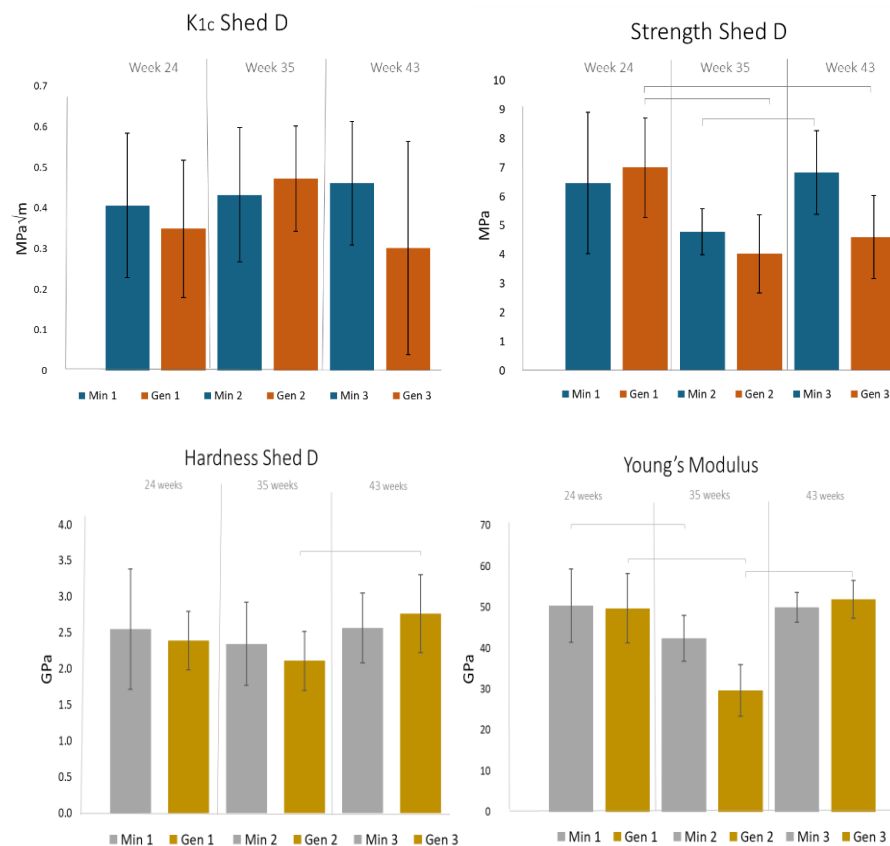 K1c Shed D
Week 24 Week 35 Week 43
0.7
0.6
0.5
0.4
0.3
0.2
0.1
0
MPa √m
Min 1 Gen 1 Min 2 Gen 2 Min 3 Gen 3
Strength Shed D
Week 24 Week 35 Week 43
10
9
8
7
6
5
4
3
2
1
0
MPa
Min 1 Gen 1 Min 2 Gen 2 Min 3 Gen 3
Hardness Shed D
24 weeks 35 weeks 43 weeks
4.0
3.5
3.0
2.5
2.0
1.5
1.0
0.5
0.0
GPa
Min 1 Gen 1 Min 2 Gen 2 Min 3 Gen 3
Young's Modulus
24 weeks 35 weeks 43 weeks
70
60
50
40
30
20
10
0
GPa
Min 1 Gen 1 Min 2 Gen 2 Min 3 Gen 3